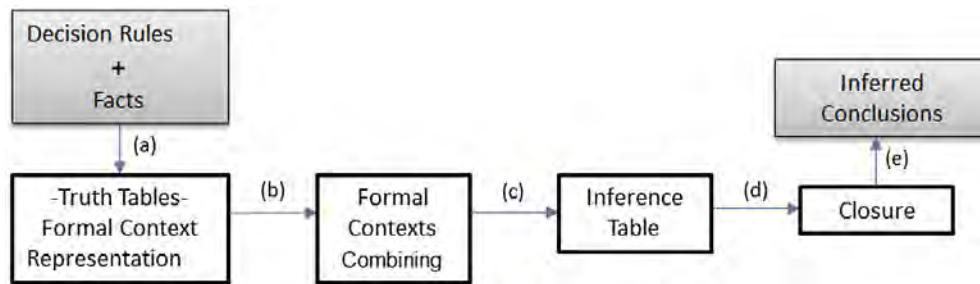 Decision Rules
+
Facts
(a)
-Truth Tables-
Formal Context
Representation
(b)
Formal
Contexts
Combining
(c)
Inference
Table
(d)
Closure
(e)
Inferred
Conclusions